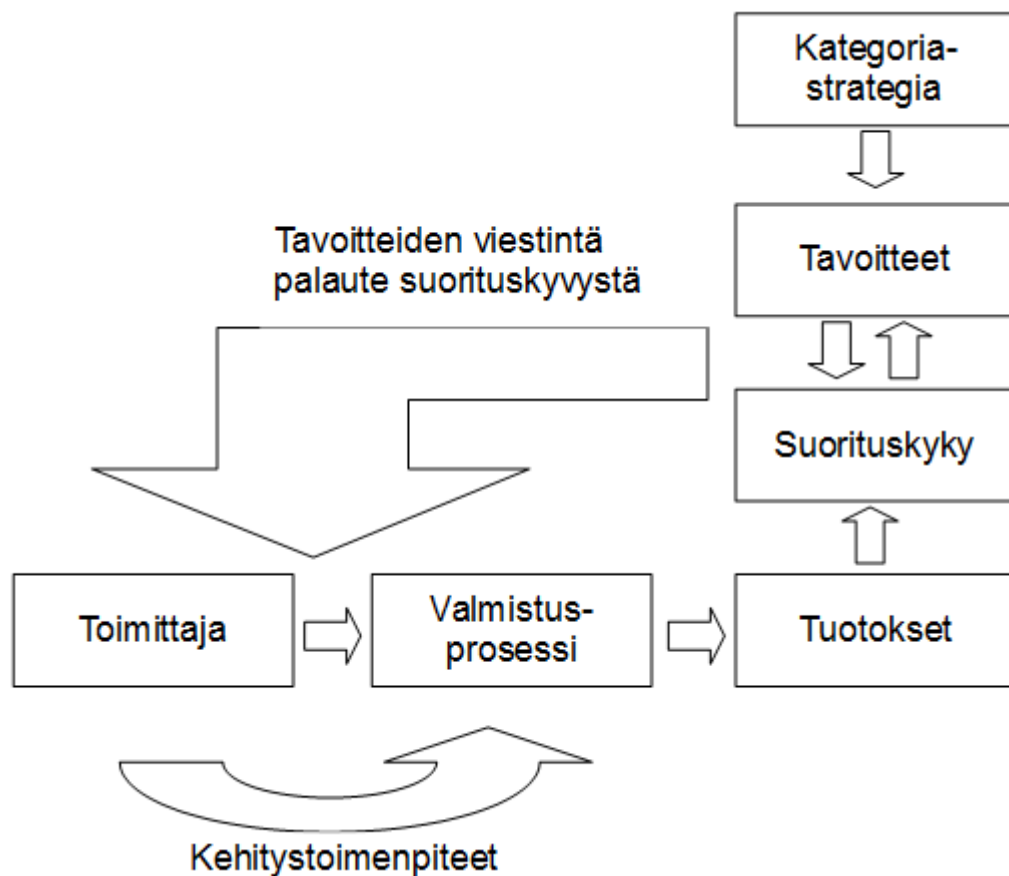 Kategoria-
strategia
Tavoitteiden viestintä
palaute suorituskyvystä
Tavoitteet
Suorituskyky
Toimittaja
Valmistus-
prosessi
Tuotokset
Kehitystoimenpiteet